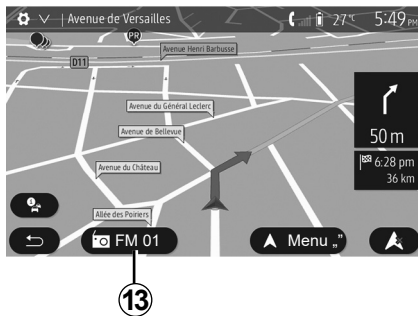 Avenue de Versailles 27 °C 5:49 PM
PR
Avenue Henri Barbusse
D11
Avenue du Général Leclerc
50 m
Avenue de Bellevue
6:28 pm
Avenue du Château
36 km
Allée des Poiriers
FM 01
Menu „”
13